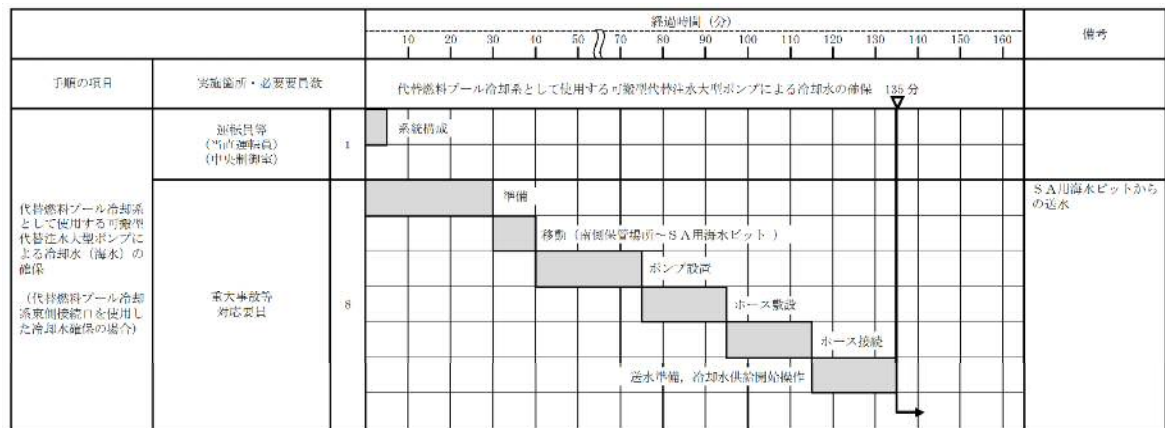 経過時間（分）
備考
10 20 30 40 50 60 70 80 90 100 110 120 130 140 150 160
手順の項目
実施箇所・必要要員数
代替燃料プール冷却系として使用する可搬型代替注水大型ポンプによる冷却水の確保 135分
運転員等
（当直運転員）
（中央制御室）
1
系統構成
代替燃料プール冷却系
として使用する可搬型
代替注水大型ポンプに
よる冷却水（海水）の
確保
（代替燃料プール冷却
系東側接続口を使用し
た冷却水確保の場合）
重大事故等
対応要員
8
準備
移動（南側保管場所～ＳＡ用海水ピット）
ポンプ設置
ホース敷設
ホース接続
送水準備，冷却水供給開始操作
ＳＡ用海水ピットから
の送水